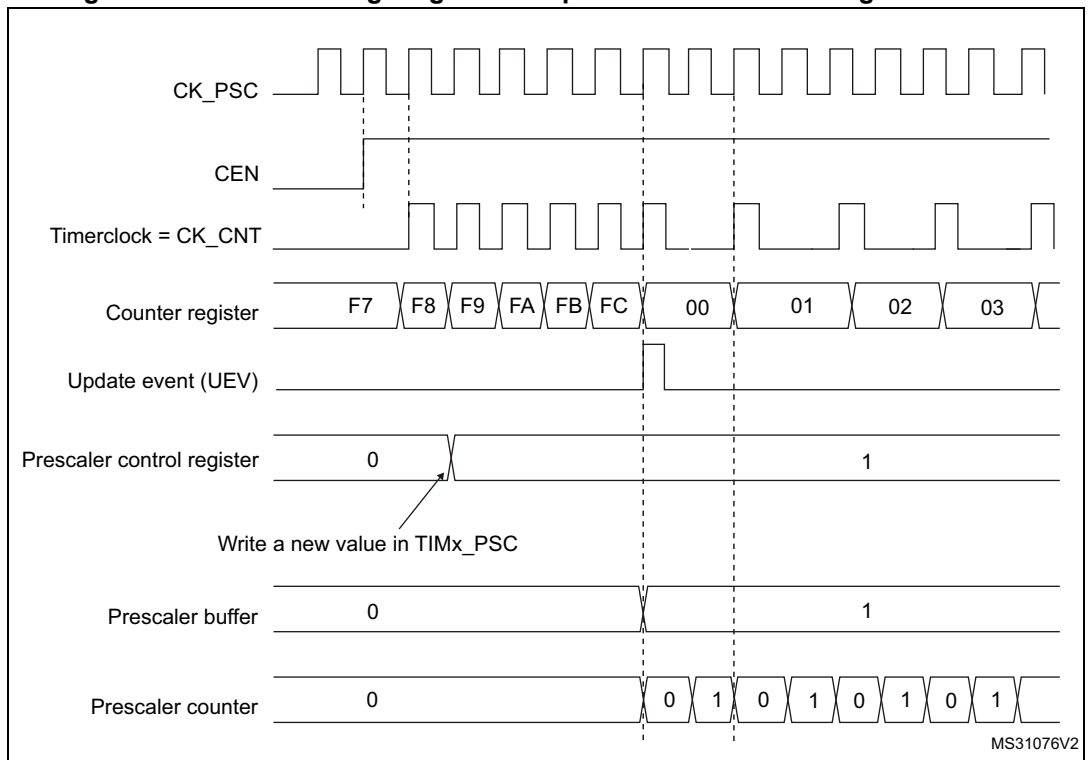 CK_PSC
CEN
Timerclock = CK_CNT
Counter register F7 F8 F9 FA FB FC 00 01 02 03
Update event (UEV)
Prescaler control register 0 1
Write a new value in TIMx_PSC
Prescaler buffer 0 1
Prescaler counter 0 0 1 0 1 0 1 0 1
MS31076V2